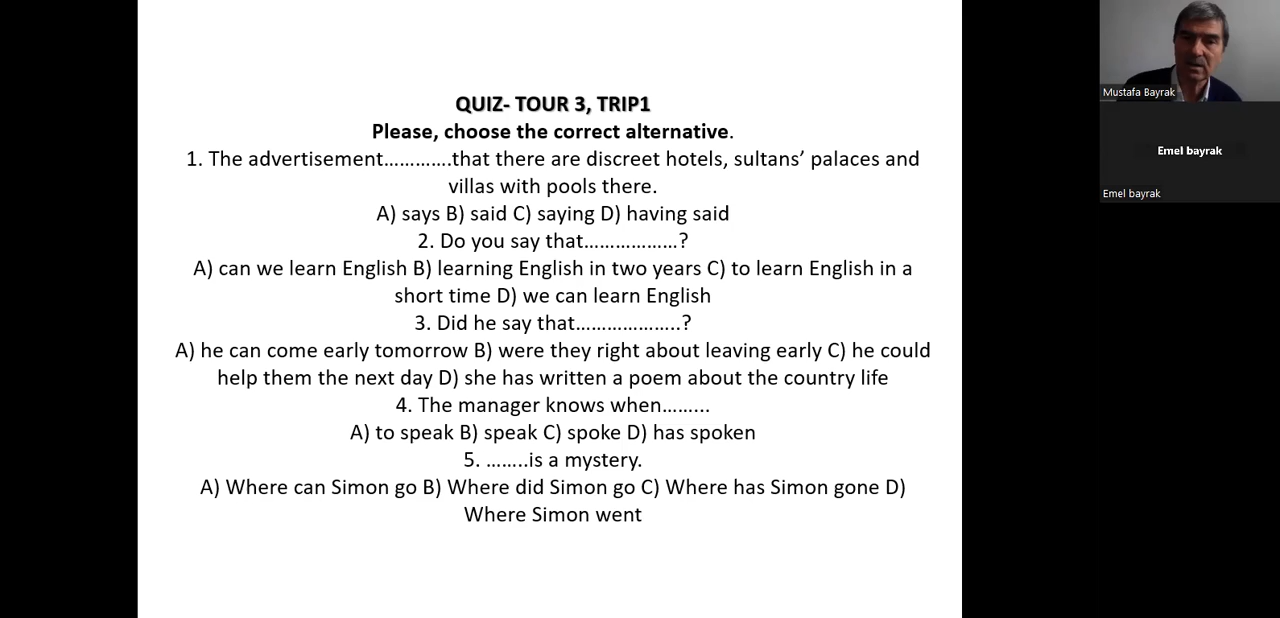 QUIZ- TOUR 3, TRIP1
Please, choose the correct alternative.
1. The advertisement………….that there are discreet hotels, sultans’ palaces and
villas with pools there.
A) says B) said C) saying D) having said
2. Do you say that………………?
A) can we learn English B) learning English in two years C) to learn English in a
short time D) we can learn English
3. Did he say that………………..?
A) he can come early tomorrow B) were they right about leaving early C) he could
help them the next day D) she has written a poem about the country life
4. The manager knows when……...
A) to speak B) speak C) spoke D) has spoken
5. ……..is a mystery.
A) Where can Simon go B) Where did Simon go C) Where has Simon gone D)
Where Simon went
Mustafa Bayrak
Emel bayrak
Emel bayrak